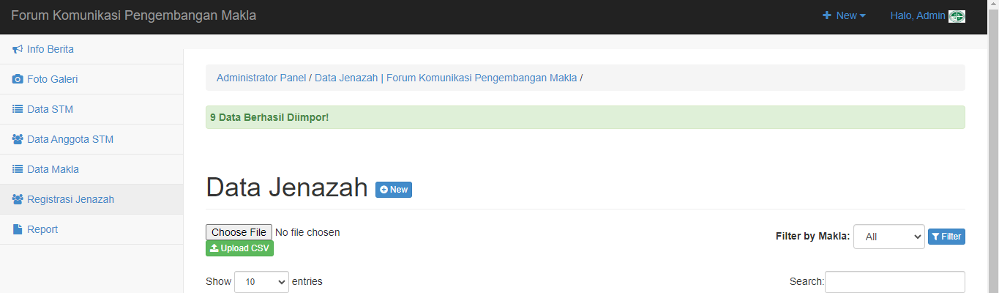 Forum Komunikasi Pengembangan Makla
New
Halo, Admin
Info Berita
Foto Galeri
Data STM
Data Anggota STM
Data Makla
Registrasi Jenazah
Report
Administrator Panel / Data Jenazah | Forum Komunikasi Pengembangan Makla /
9 Data Berhasil Diimpor!
Data Jenazah New
Choose File No file chosen
Upload CSV
Filter by Makla: All Filter
Show 10 entries
Search: